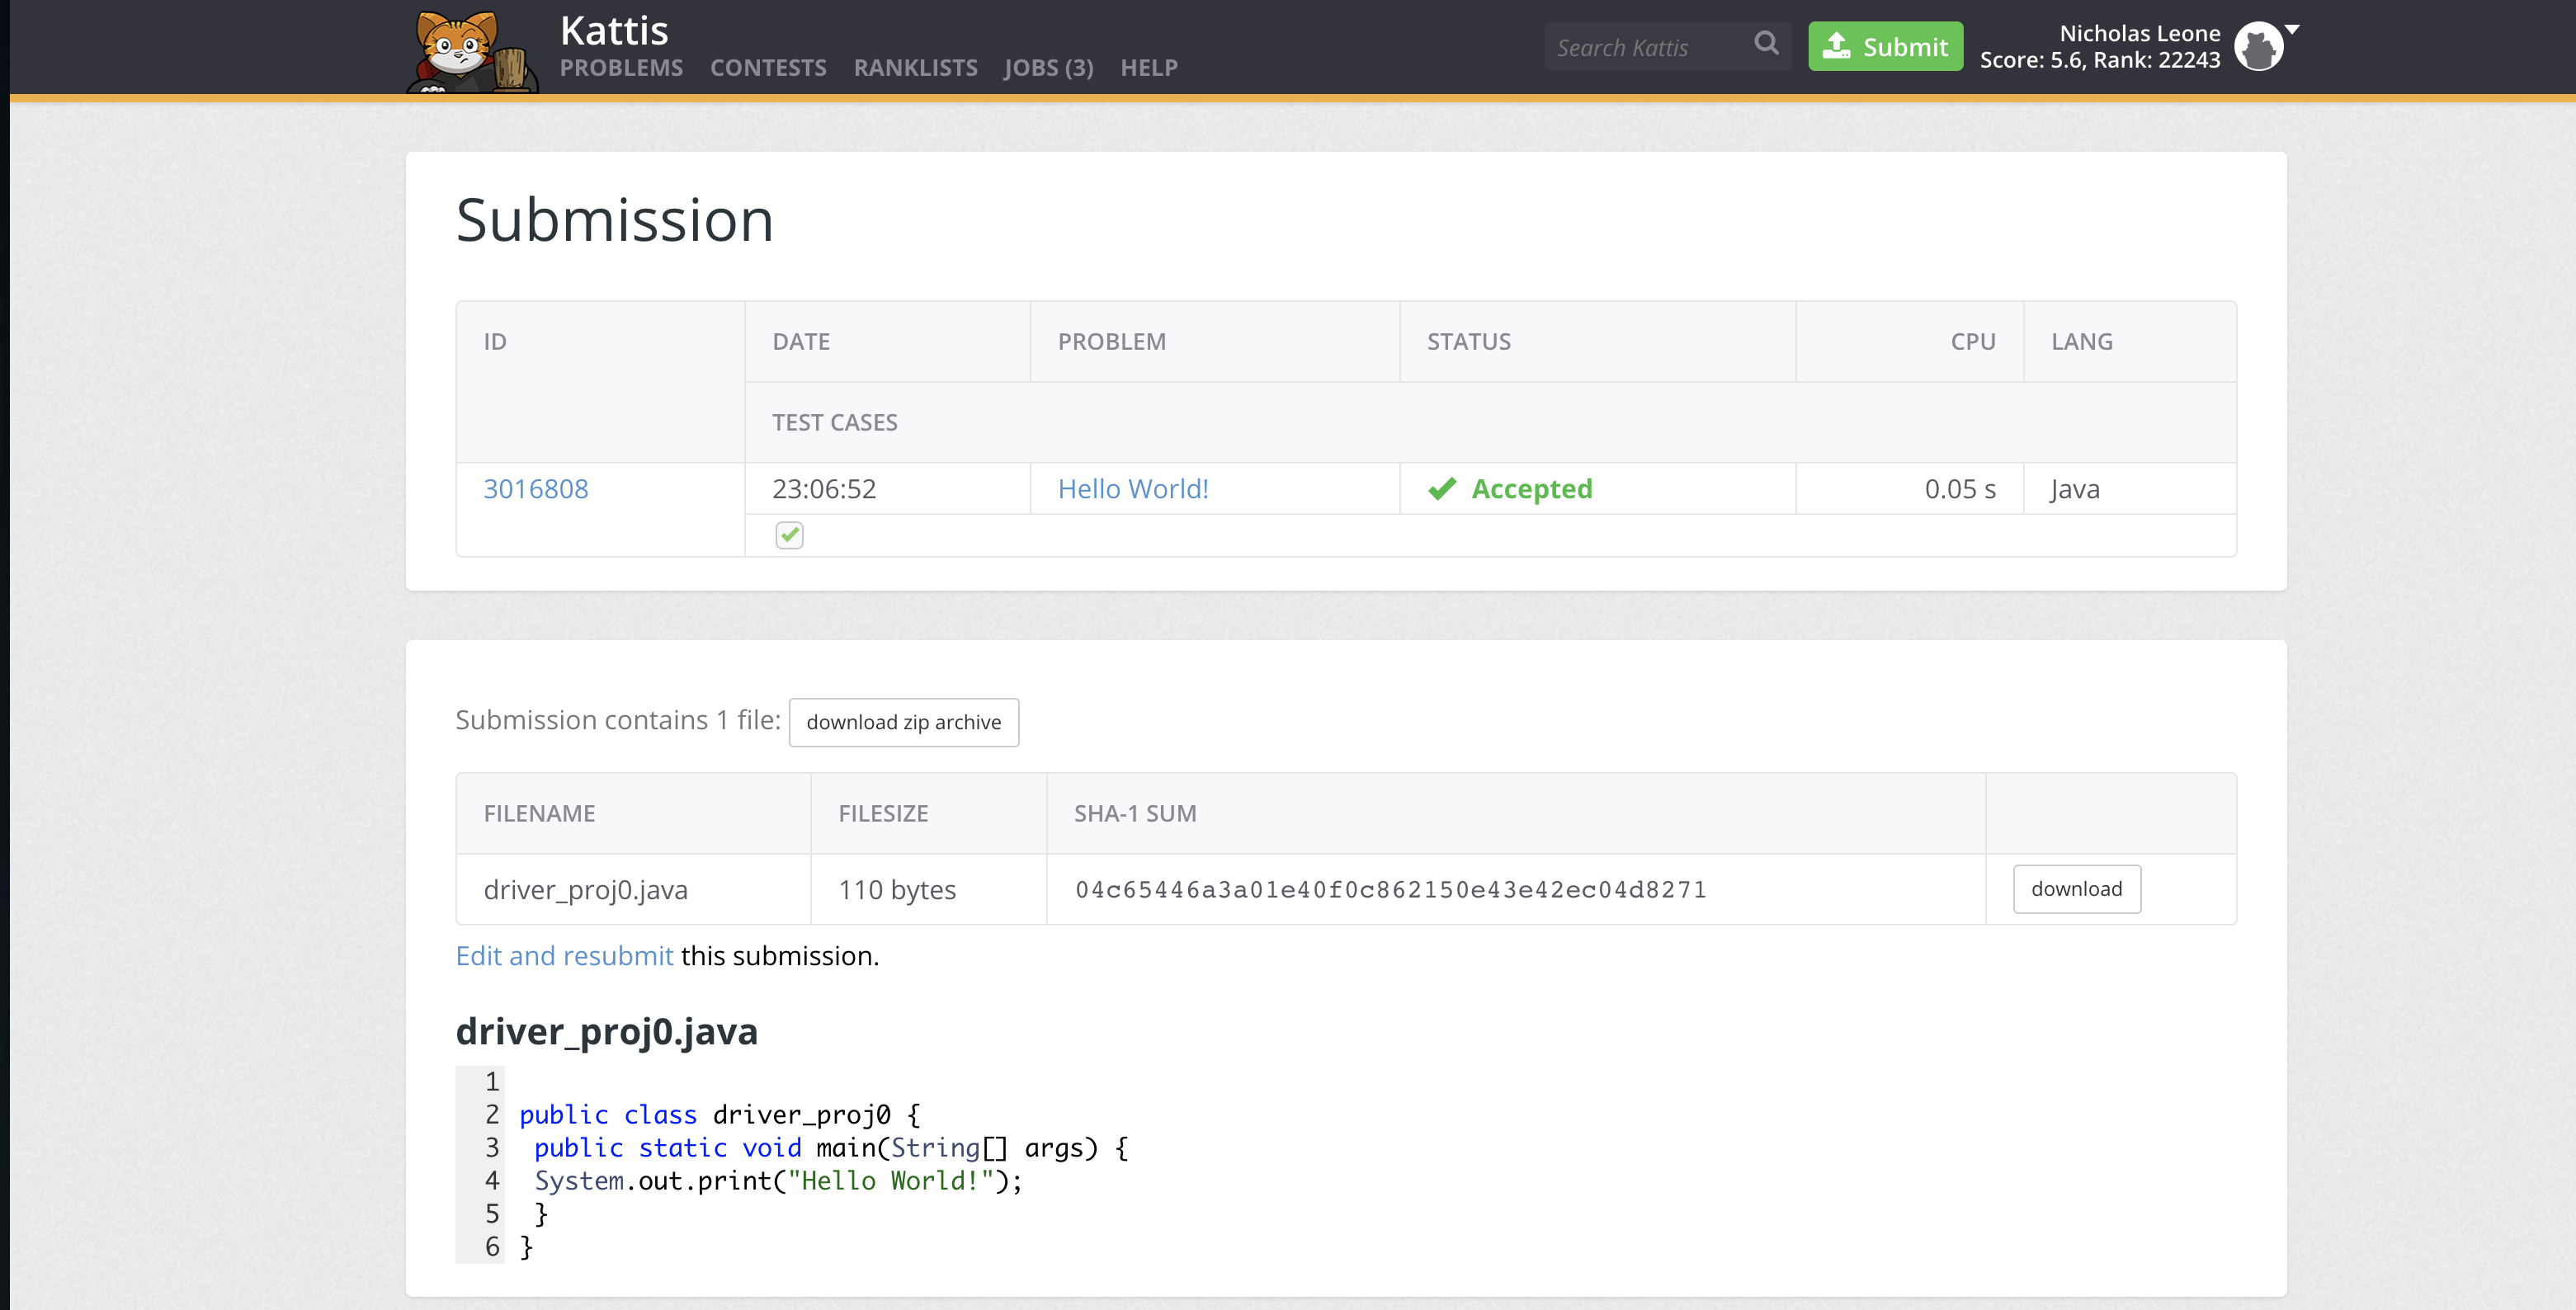 Kattis
PROBLEMS CONTESTS RANKLISTS JOBS (3) HELP
Search Kattis
Submit
Nicholas Leone
Score: 5.6, Rank: 22243
Submission
ID DATE PROBLEM STATUS CPU LANG
TEST CASES
3016808 23:06:52 Hello World! Accepted 0.05 s Java
Submission contains 1 file: download zip archive
FILENAME FILESIZE SHA-1 SUM
driver_proj0.java 110 bytes 04c65446a3a01e40f0c862150e43e42ec04d8271 download
Edit and resubmit this submission.
driver_proj0.java
1
2 public class driver_proj0 {
3 public static void main(String[] args) {
4 System.out.print("Hello World!");
5 }
6 }